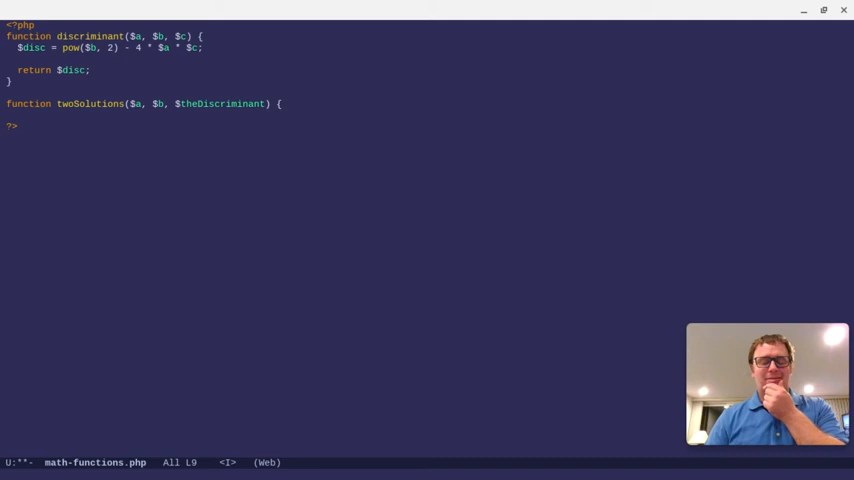 <?php
function discriminant($a, $b, $c) {
  $disc = pow($b, 2) - 4 * $a * $c;
  return $disc;
}
function twoSolutions($a, $b, $theDiscriminant) {
?>
U:**-  math-functions.php   All L9    <I>   (Web)